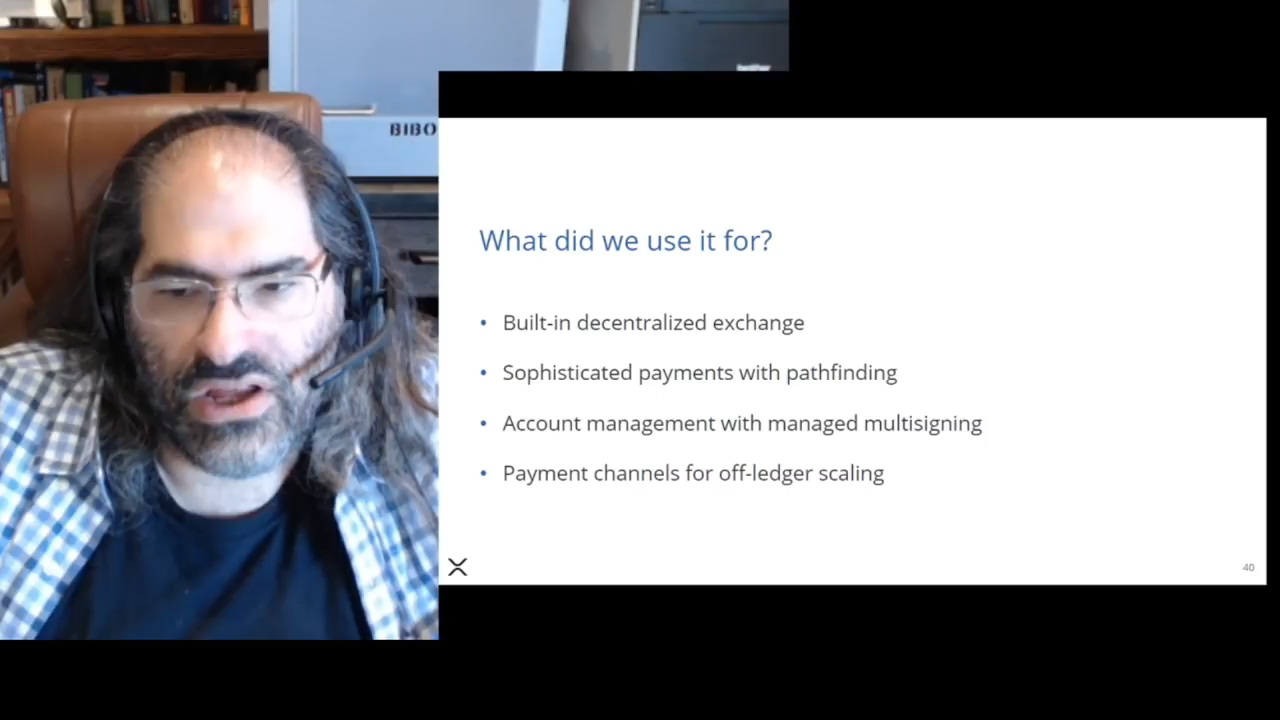 BIBO
What did we use it for?
• Built-in decentralized exchange
• Sophisticated payments with pathfinding
• Account management with managed multisigning
• Payment channels for off-ledger scaling
40